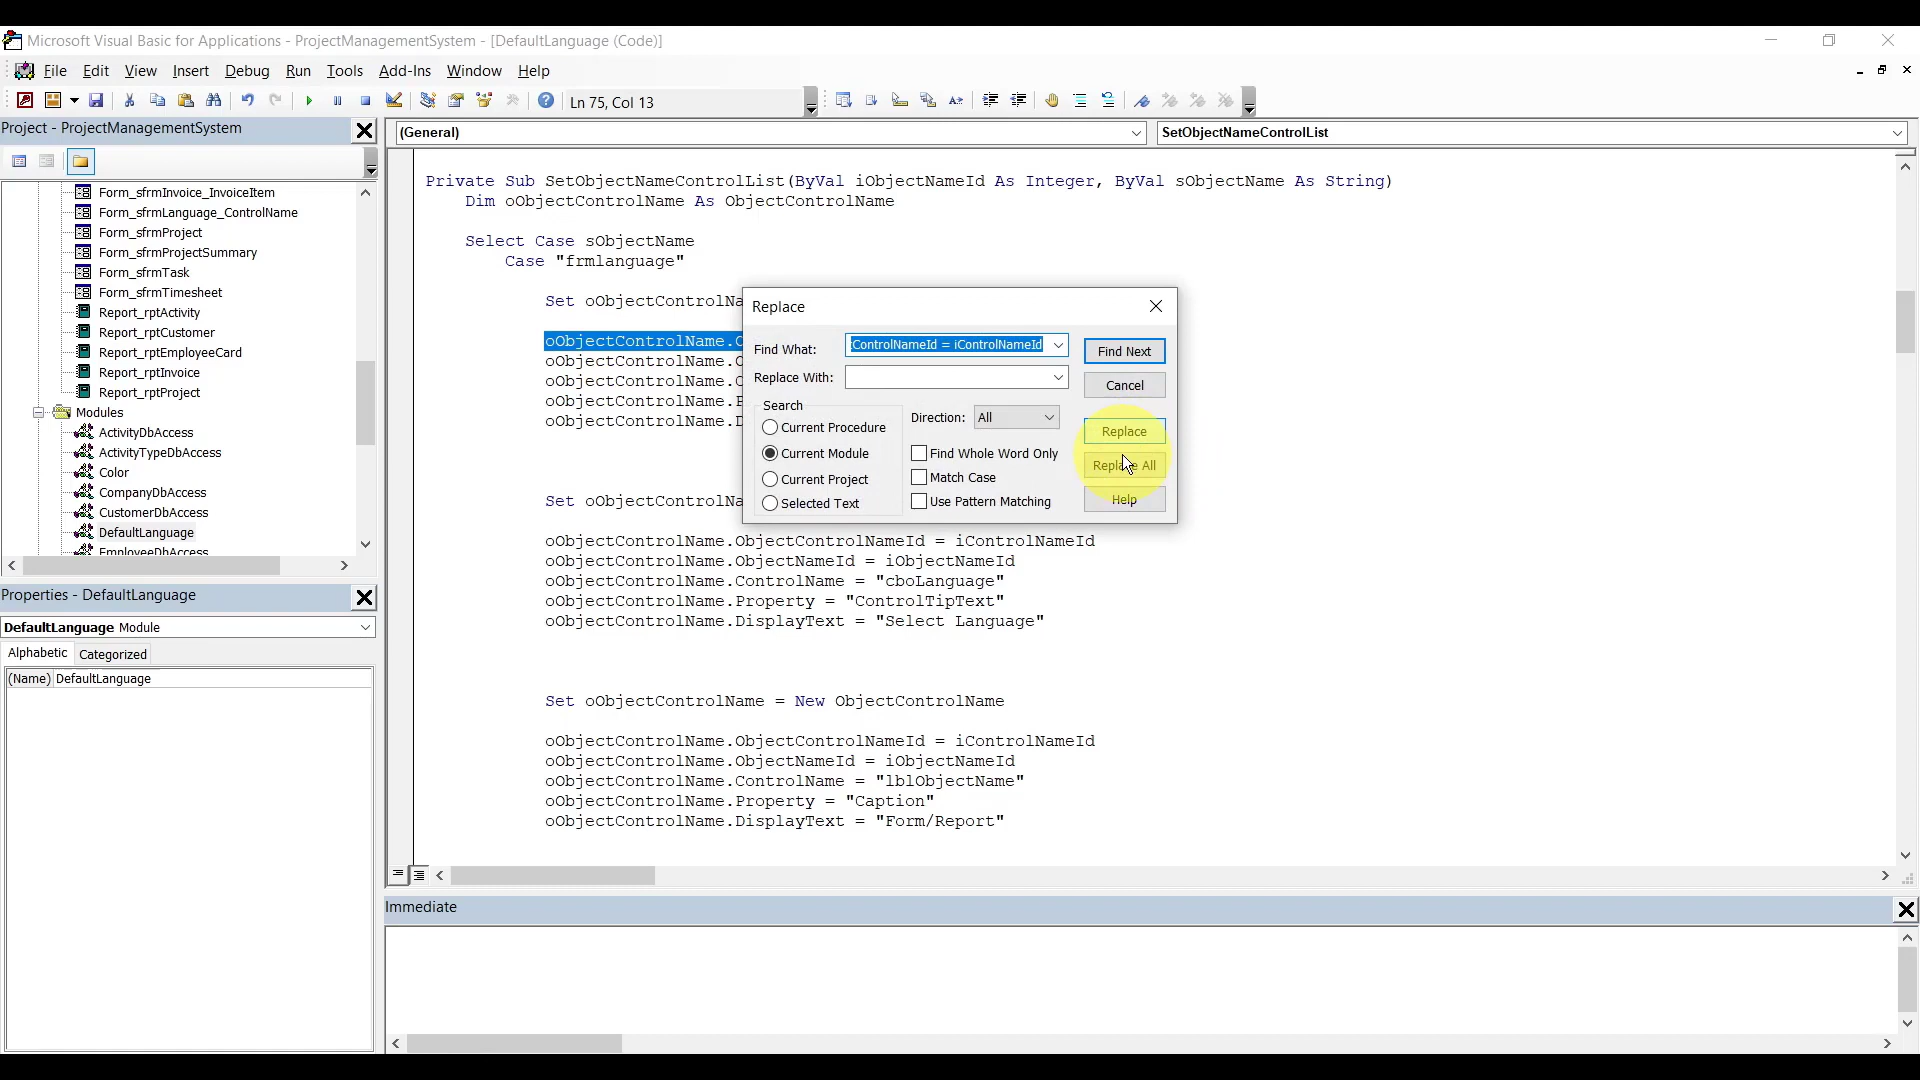 Microsoft Visual Basic for Applications - ProjectManagementSystem - [DefaultLanguage (Code)]
File Edit View Insert Debug Run Tools Add-Ins Window Help
Ln 75, Col 13
Project - ProjectManagementSystem
Form_sfrmInvoice_InvoiceItem
Form_sfrmLanguage_ControlName
Form_sfrmProject
Form_sfrmProjectSummary
Form_sfrmTask
Form_sfrmTimesheet
Report_rptActivity
Report_rptCustomer
Report_rptEmployeeCard
Report_rptInvoice
Report_rptProject
Modules
ActivityDbAccess
ActivityTypeDbAccess
Color
CompanyDbAccess
CustomerDbAccess
DefaultLanguage
EmployeeDbAccess
Properties - DefaultLanguage
DefaultLanguage Module
Alphabetic Categorized
(Name) DefaultLanguage
(General) SetObjectNameControlList
Private Sub SetObjectNameControlList(ByVal iObjectNameId As Integer, ByVal sObjectName As String)
Dim oObjectControlName As ObjectControlName
Select Case sObjectName
Case "frmlanguage"
Set oObjectControlNa
oObjectControlName.
oObjectControlName.
oObjectControlName.
oObjectControlName.
oObjectControlName.
Set oObjectControlNa
oObjectControlName.ObjectControlNameId = iControlNameId
oObjectControlName.ObjectNameId = iObjectNameId
oObjectControlName.ControlName = "cboLanguage"
oObjectControlName.Property = "ControlTipText"
oObjectControlName.DisplayText = "Select Language"
Set oObjectControlName = New ObjectControlName
oObjectControlName.ObjectControlNameId = iControlNameId
oObjectControlName.ObjectNameId = iObjectNameId
oObjectControlName.ControlName = "lblObjectName"
oObjectControlName.Property = "Caption"
oObjectControlName.DisplayText = "Form/Report"
Replace
Find What: ControlNameId = iControlNameId Find Next
Replace With: Cancel
Search
Direction: All
Current Procedure
Current Module
Current Project
Selected Text
Find Whole Word Only
Match Case
Use Pattern Matching
Replace
Replace All
Help
Immediate